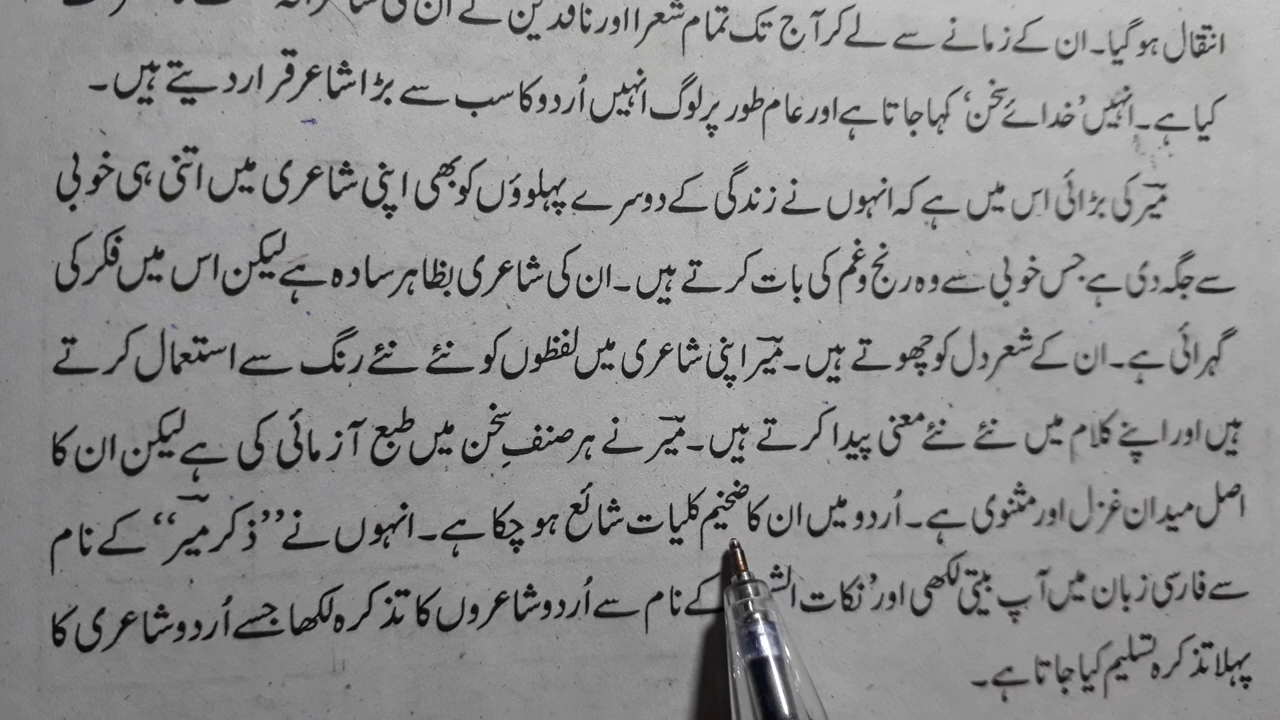 انتقال ہو گیا۔ ان کے زمانے سے لے کر آج تک تمام شعرا اور ناقدین نے ان کی
کیا ہے۔ انہیں ’خدائے سخن‘ کہا جاتا ہے اور عام طور پر لوگ انہیں اُردو کا سب سے بڑا شاعر قرار دیتے ہیں۔
میرؔ کی بڑائی اس میں ہے کہ انہوں نے زندگی کے دوسرے پہلوؤں کو بھی اپنی شاعری میں اتنی ہی خوبی
سے جگہ دی ہے جس خوبی سے وہ رنج و غم کی بات کرتے ہیں۔ ان کی شاعری بظاہر سادہ ہے لیکن اس میں فکر کی
گہرائی ہے۔ ان کے شعر دل کو چھوتے ہیں۔ میرؔ اپنی شاعری میں لفظوں کو نئے نئے رنگ سے استعمال کرتے
ہیں اور اپنے کلام میں نئے نئے معنی پیدا کرتے ہیں۔ میرؔ نے ہر صنفِ سخن میں طبع آزمائی کی ہے لیکن ان کا
اصل میدان غزل اور مثنوی ہے۔ اُردو میں ان کا ضخیم کلیات شائع ہو چکا ہے۔ انہوں نے ’’ذکر میرؔ‘‘ کے نام
سے فارسی زبان میں آپ بیتی لکھی اور ’نکات کے نام سے اُردو شاعروں کا تذکرہ لکھا جسے اُردو شاعری کا
پہلا تذکرہ تسلیم کیا جاتا ہے۔